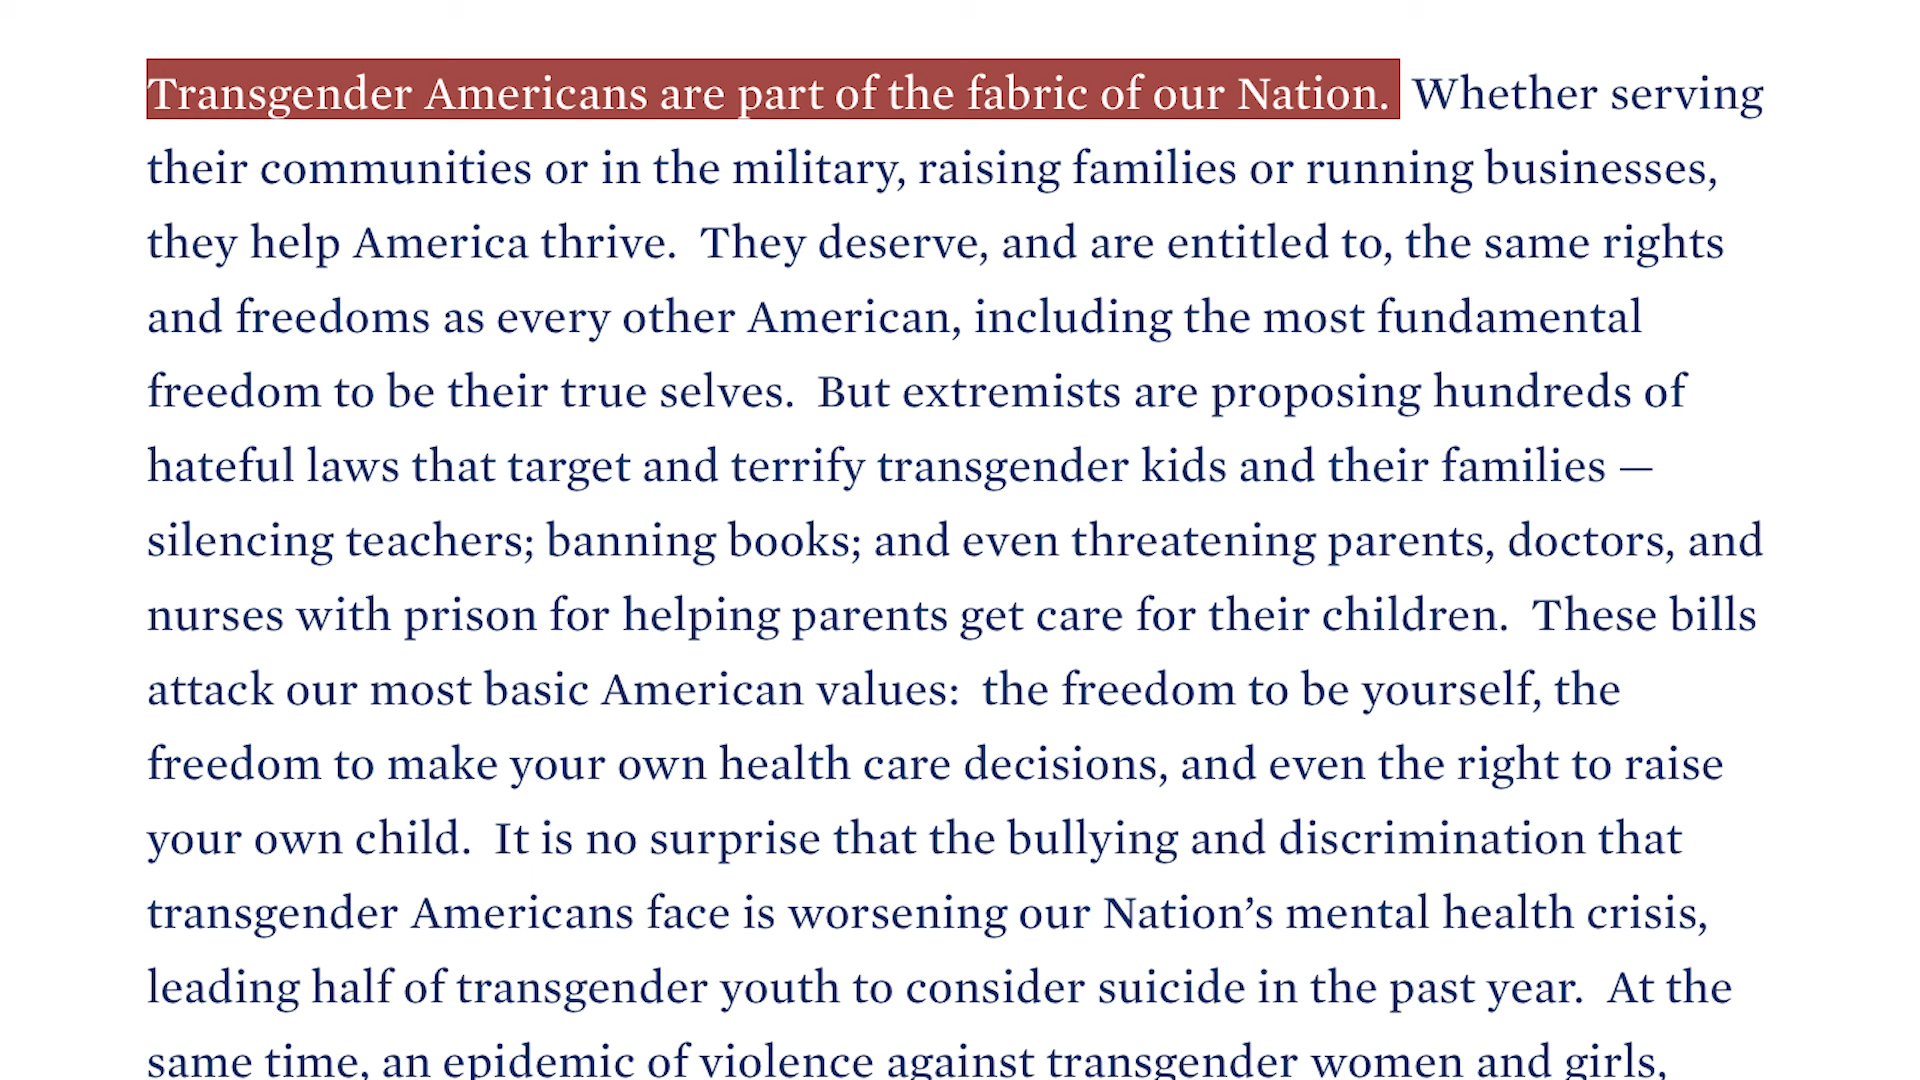 Transgender Americans are part of the fabric of our Nation.  Whether serving
their communities or in the military, raising families or running businesses,
they help America thrive.  They deserve, and are entitled to, the same rights
and freedoms as every other American, including the most fundamental
freedom to be their true selves.  But extremists are proposing hundreds of
hateful laws that target and terrify transgender kids and their families —
silencing teachers; banning books; and even threatening parents, doctors, and
nurses with prison for helping parents get care for their children.  These bills
attack our most basic American values:  the freedom to be yourself, the
freedom to make your own health care decisions, and even the right to raise
your own child.  It is no surprise that the bullying and discrimination that
transgender Americans face is worsening our Nation’s mental health crisis,
leading half of transgender youth to consider suicide in the past year.  At the
same time, an epidemic of violence against transgender women and girls,